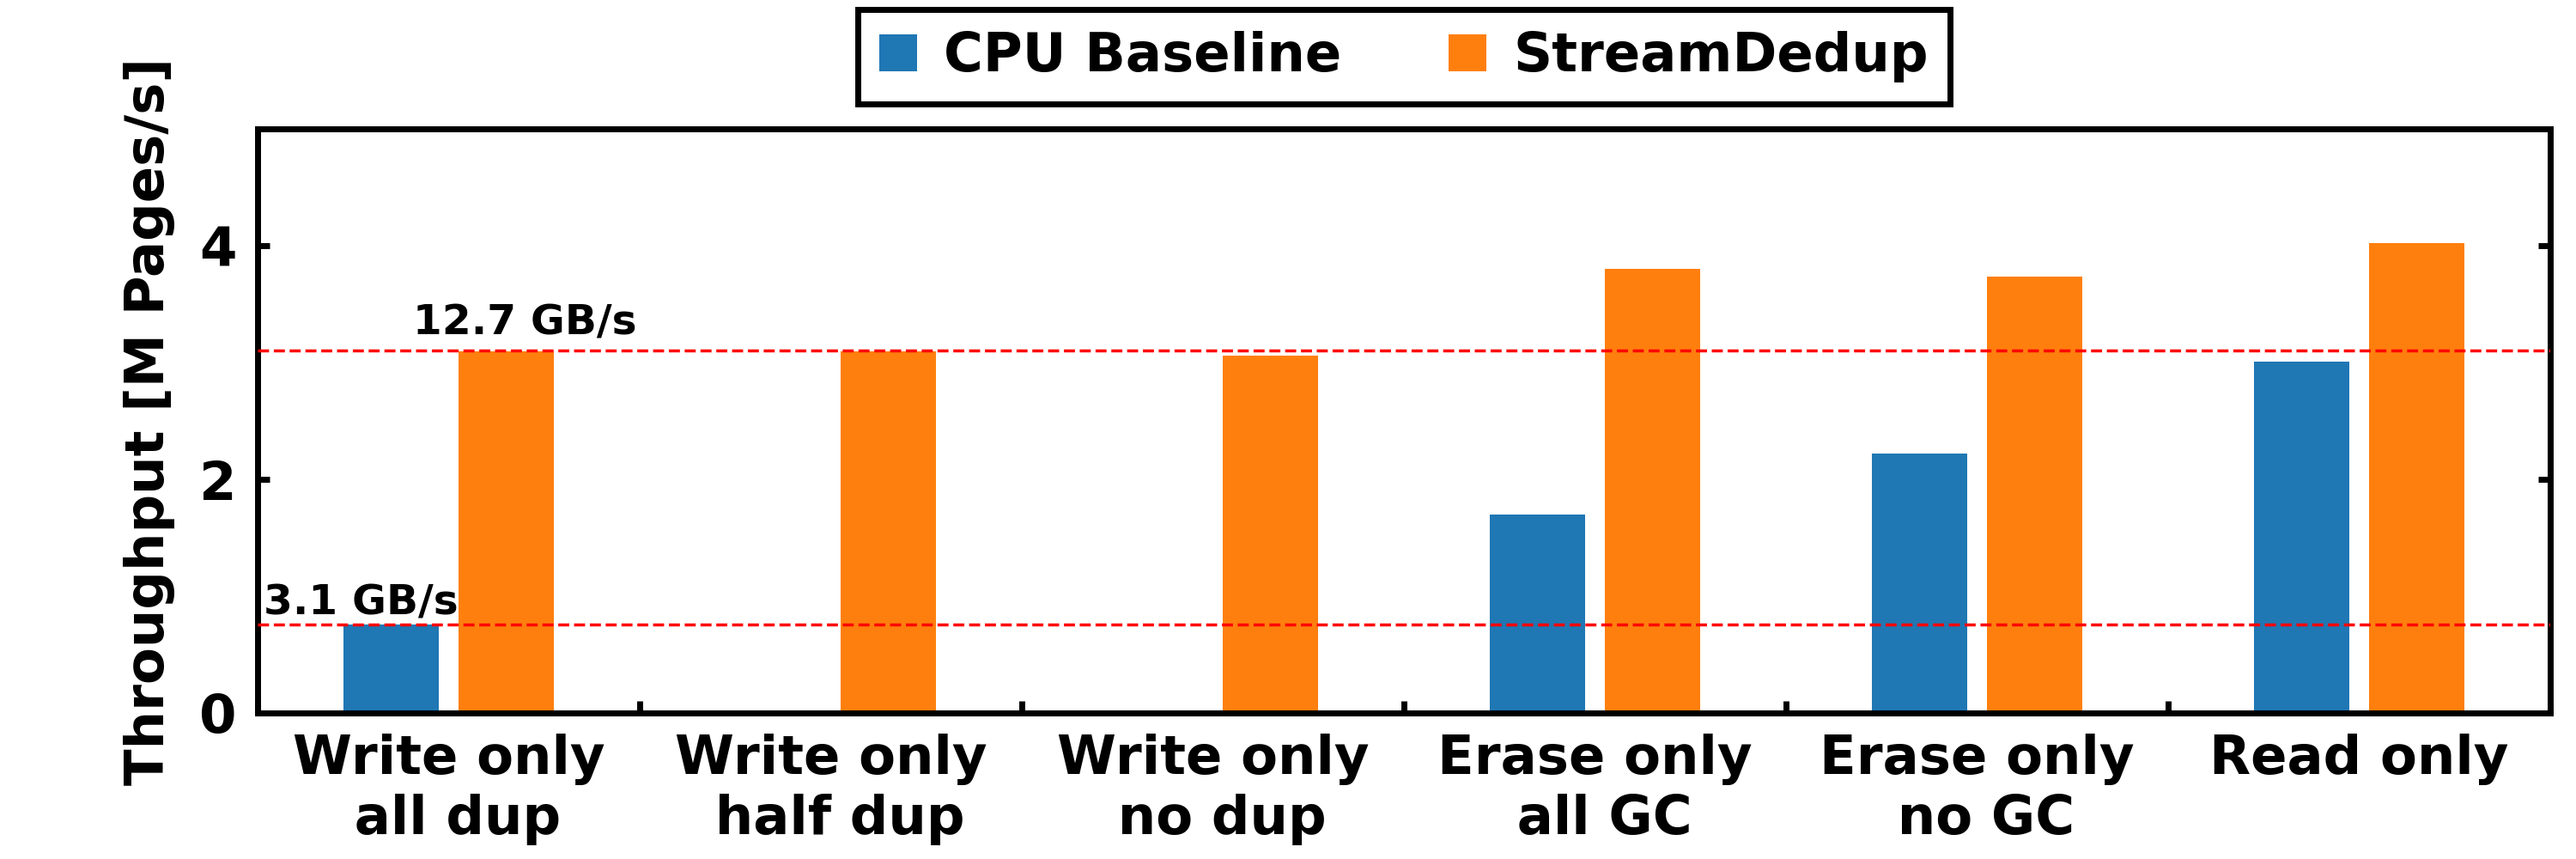 CPU Baseline
StreamDedup
Throughput [M Pages/s]
4
2
0
12.7 GB/s
3.1 GB/s
Write only
all dup
Write only
half dup
Write only
no dup
Erase only
all GC
Erase only
no GC
Read only